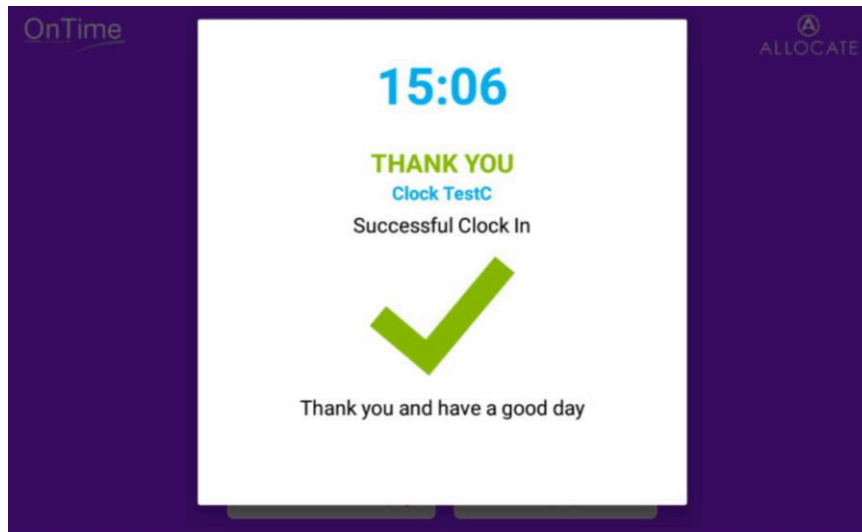 OnTime
ALLOCATE
15:06
THANK YOU
Clock TestC
Successful Clock In
Thank you and have a good day